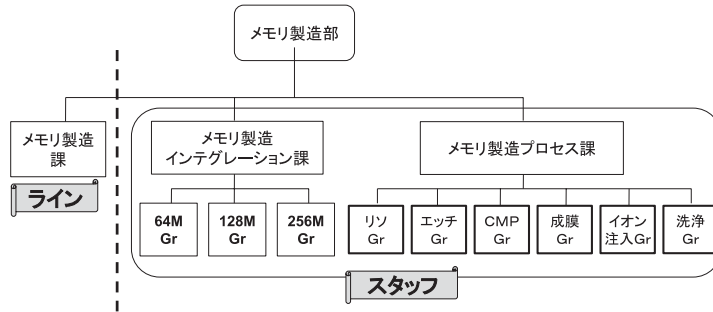 メモリ製造部
メモリ製造
課
ライン
メモリ製造
インテグレーション課
メモリ製造プロセス課
64M
Gr
128M
Gr
256M
Gr
リソ
Gr
エッチ
Gr
CMP
Gr
成膜
Gr
イオン
注入Gr
洗浄
Gr
スタッフ